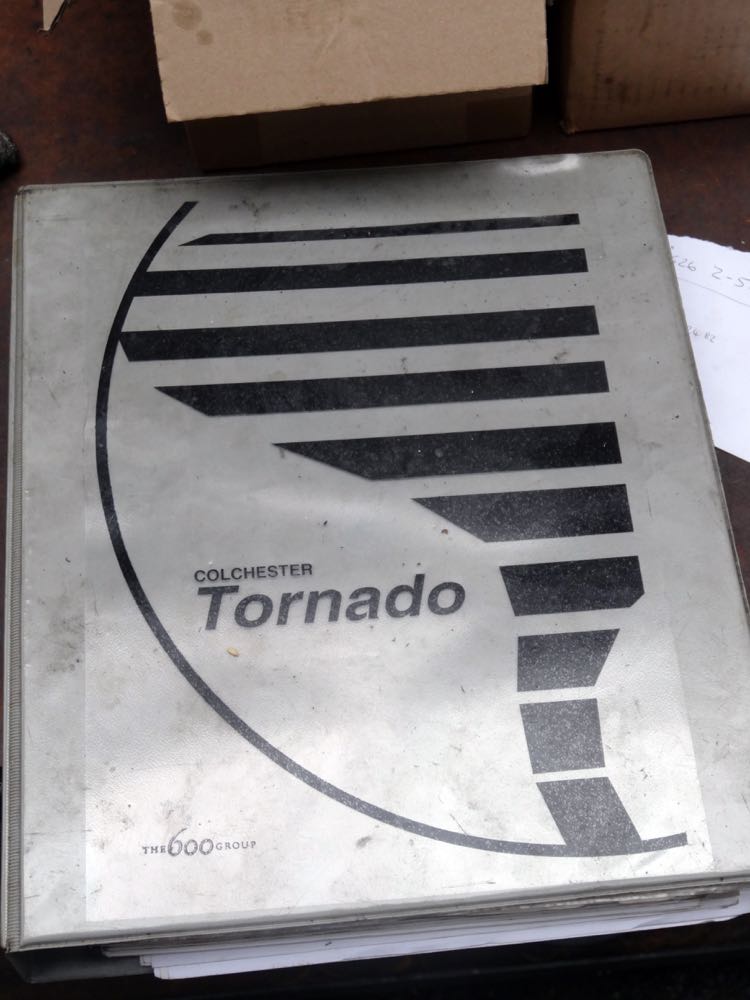 COLCHESTER
Tornado
THE 600 GROUP